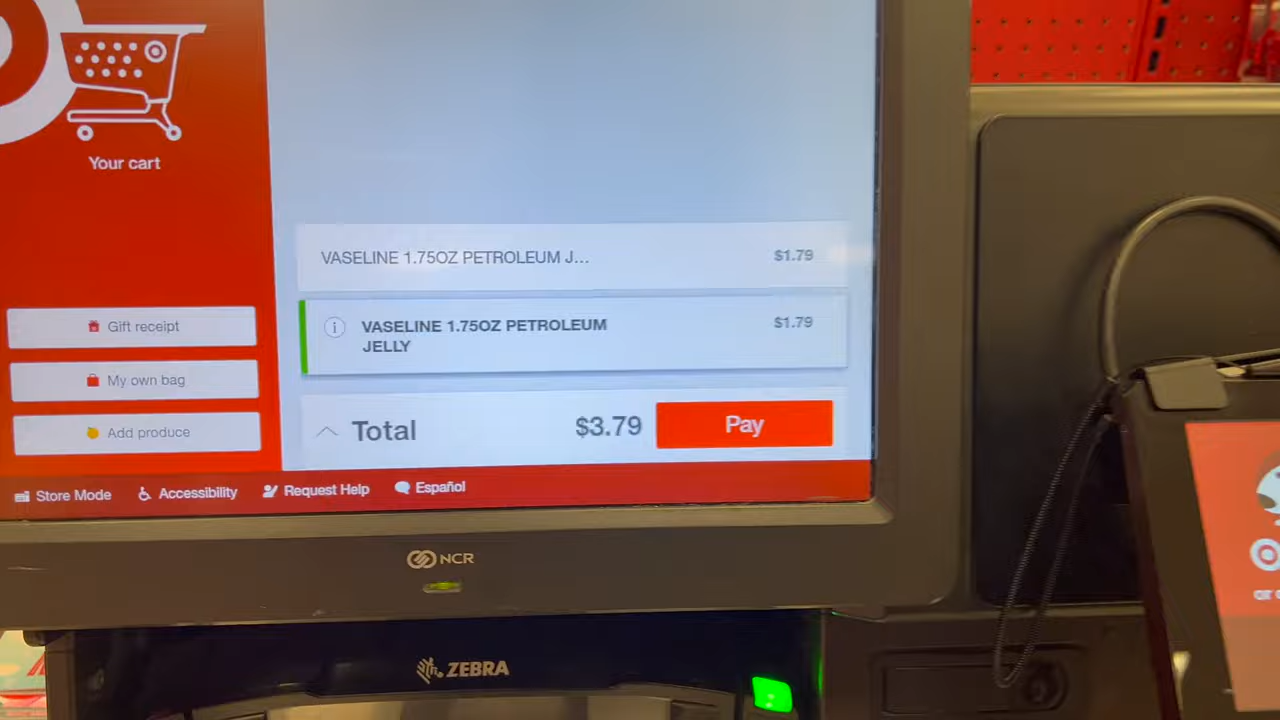 Your cart
VASELINE 1.75OZ PETROLEUM J... $1.79
VASELINE 1.75OZ PETROLEUM $1.79
JELLY
Gift receipt
My own bag
Add produce
Total $3.79 Pay
Store Mode Accessibility Request Help Español
NCR
ZEBRA
or